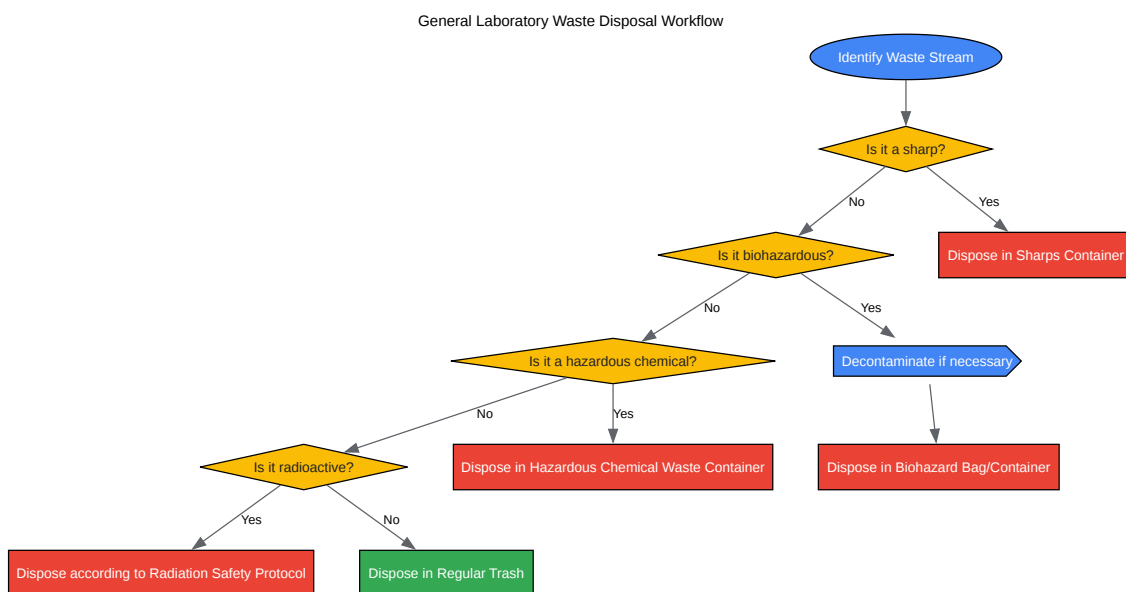 General Laboratory Waste Disposal Workflow
Identify Waste Stream
Is it a sharp?
No
Yes
Is it biohazardous?
Dispose in Sharps Container
No
Yes
Is it a hazardous chemical?
Decontaminate if necessary
No
Yes
Is it radioactive?
Dispose in Hazardous Chemical Waste Container
Dispose in Biohazard Bag/Container
Yes
No
Dispose according to Radiation Safety Protocol
Dispose in Regular Trash